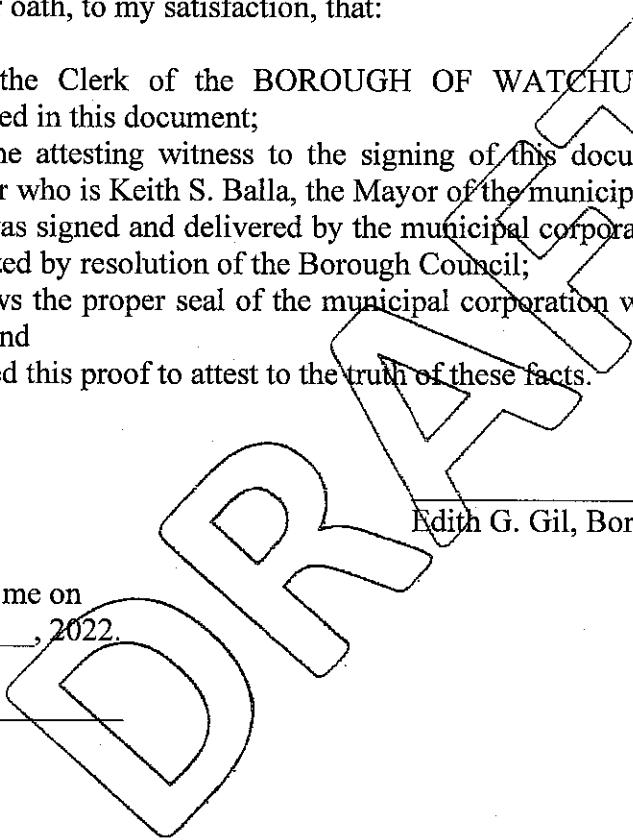 r oath, to my satisfaction, that:
the Clerk of the BOROUGH OF WATCHU
ed in this document;
ne attesting witness to the signing of this docu
r who is Keith S. Balla, the Mayor of the municip
vas signed and delivered by the municipal corpora
ted by resolution of the Borough Council;
ws the proper seal of the municipal corporation w
nd
ed this proof to attest to the truth of these facts.
Edith G. Gil, Bor
me on
____, 2022.
DRAFT